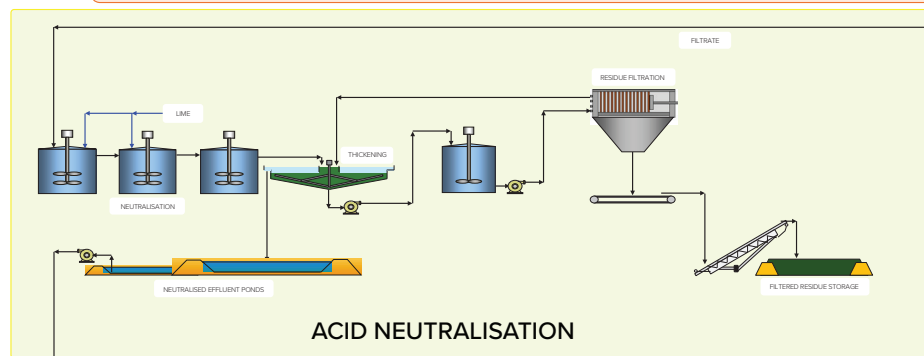 FILTRATE
RESIDUE FILTRATION
LIME
THICKENING
NEUTRALISATION
NEUTRALISED EFFLUENT PONDS
FILTERED RESIDUE STORAGE
ACID NEUTRALISATION